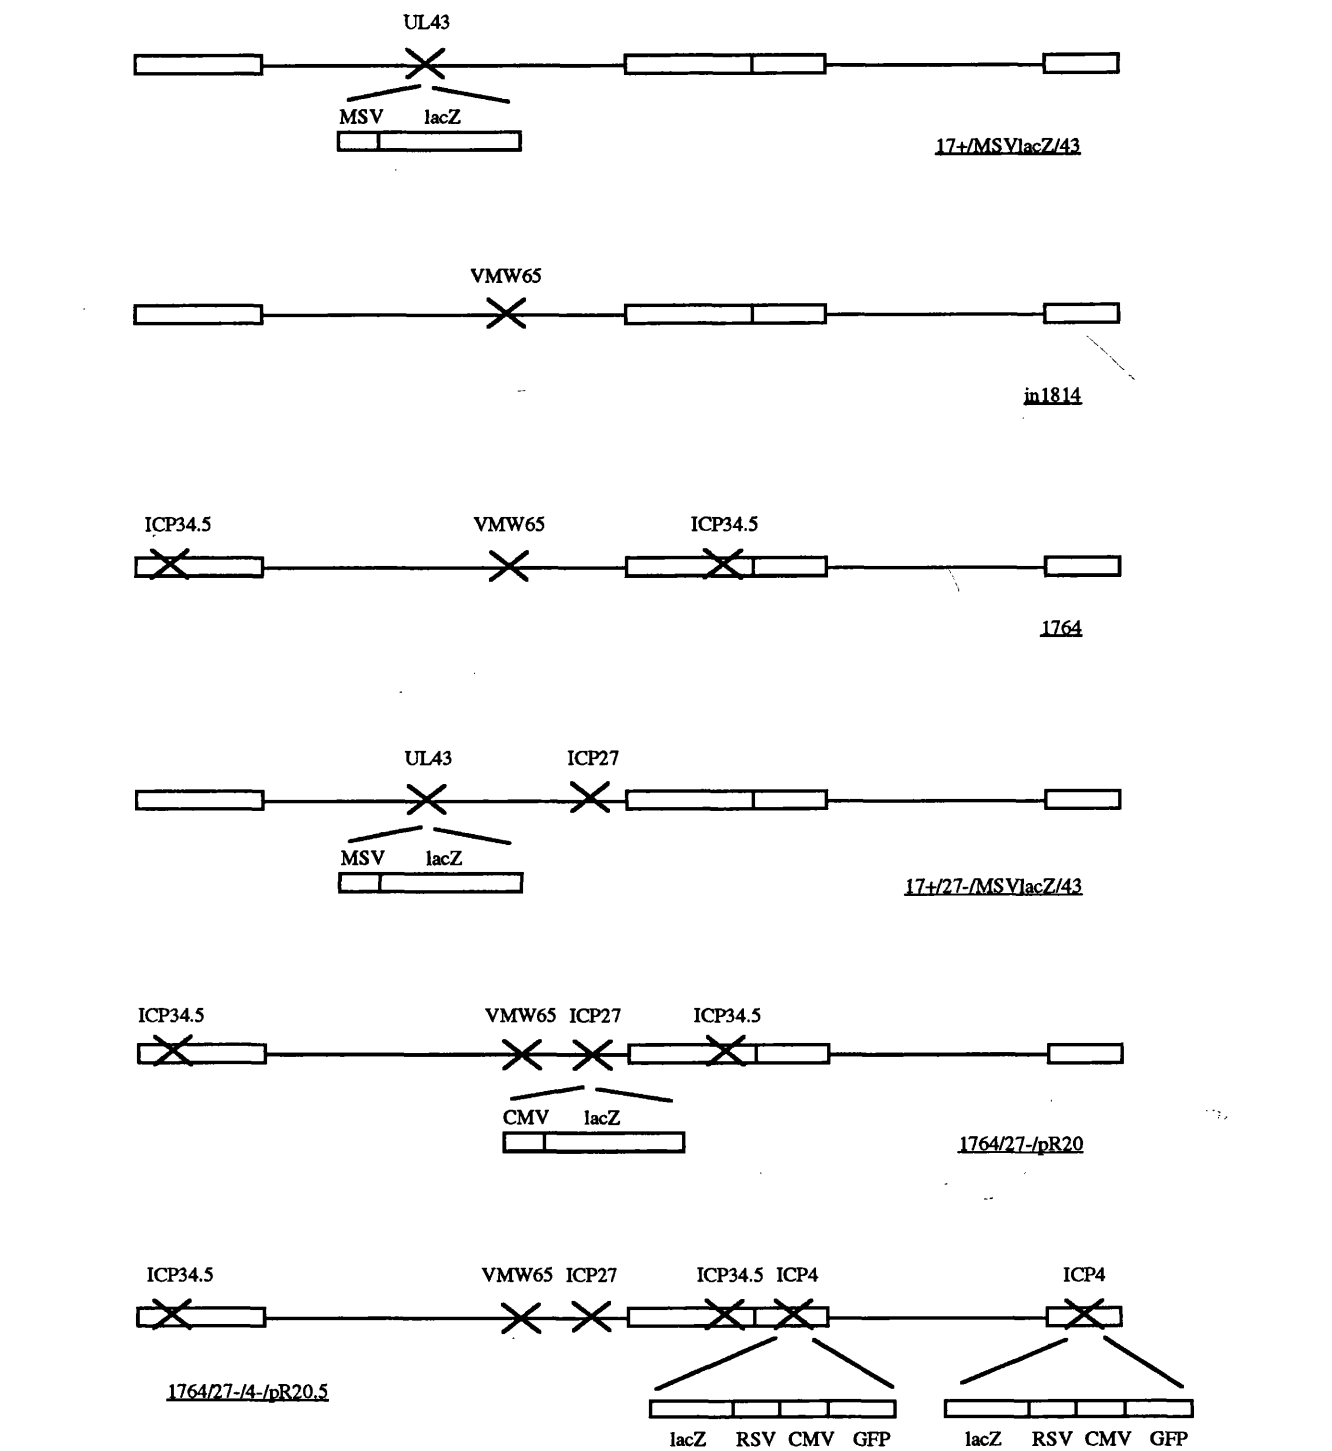 UL43
MSV lacZ
17+/MSVlacZ/43
VMW65
in1814
ICP34.5 VMW65 ICP34.5
1764
UL43 ICP27
MSV lacZ
17+/27-/MSVlacZ/43
ICP34.5 VMW65 ICP27 ICP34.5
CMV lacZ
1764/27-/pR20
ICP34.5 VMW65 ICP27 ICP34.5 ICP4 ICP4
1764/27-/4-/pR20.5
lacZ RSV CMV GFP lacZ RSV CMV GFP